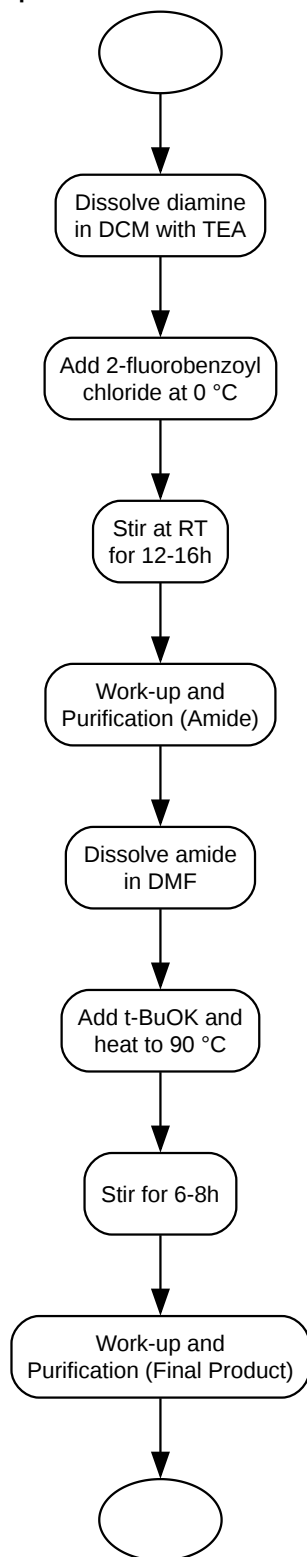 Dissolve diamine
in DCM with TEA
Add 2-fluorobenzoyl
chloride at 0 °C
Stir at RT
for 12-16h
Work-up and
Purification (Amide)
Dissolve amide
in DMF
Add t-BuOK and
heat to 90 °C
Stir for 6-8h
Work-up and
Purification (Final Product)